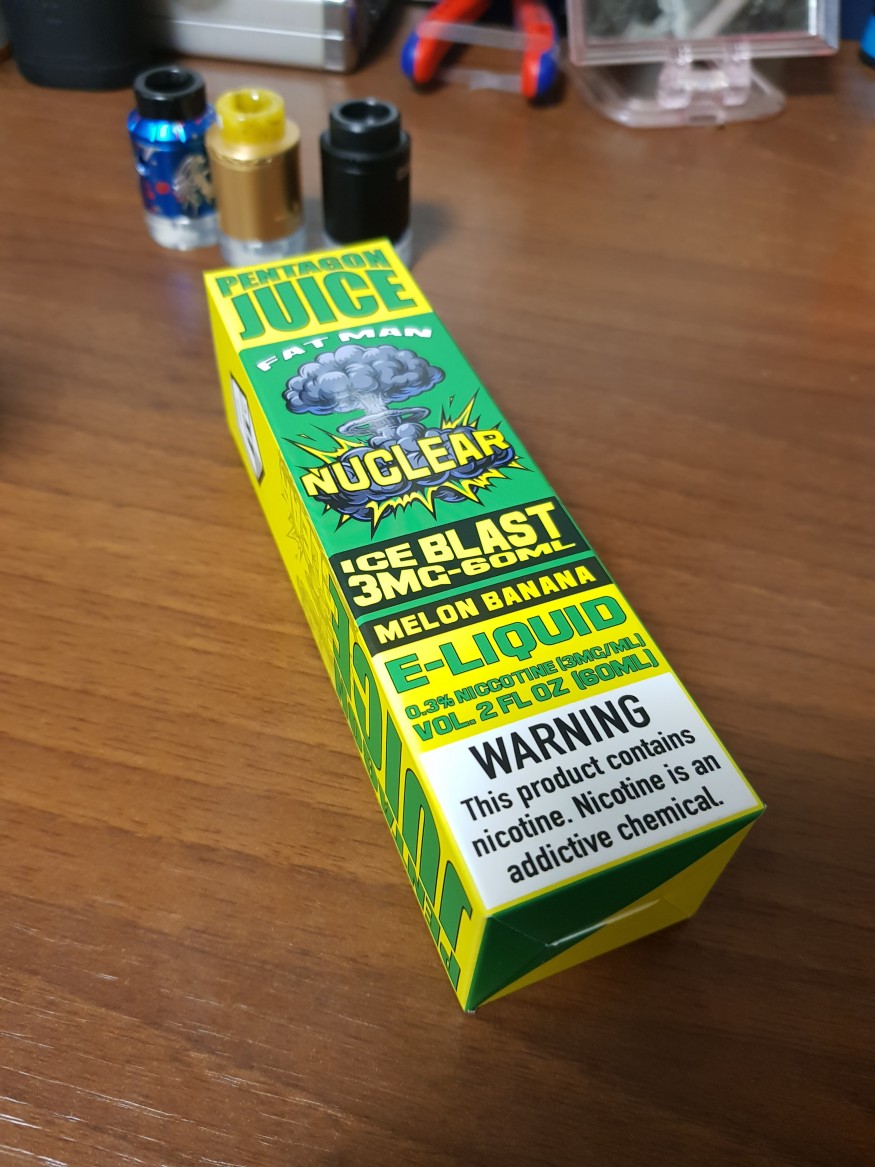 PENTAGON
JUICE
FAT MAN
NUCLEAR
ICE BLAST
3MG-60ML
MELON BANANA
E-LIQUID
0.3% NICCOTINE (3MG/ML)
VOL. 2 FL OZ (60ML)
WARNING
This product contains
nicotine. Nicotine is an
addictive chemical.
JUICE